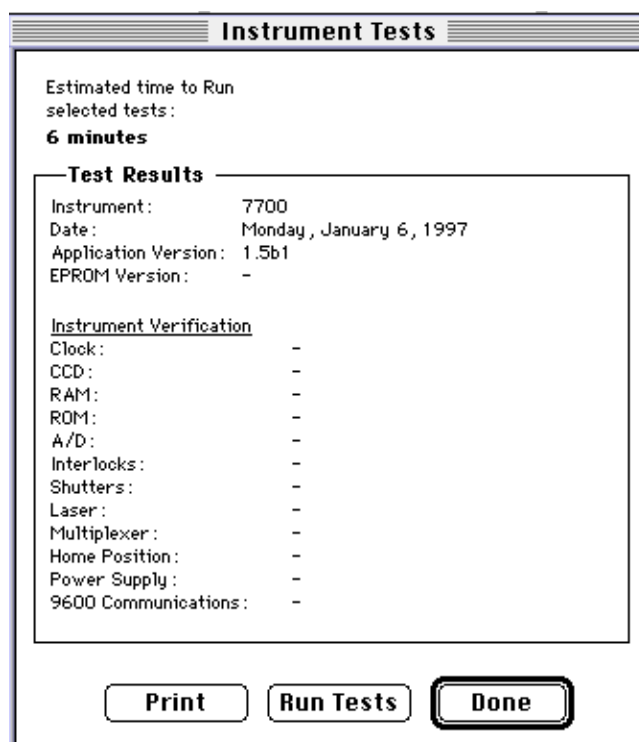 Instrument Tests
Estimated time to Run
selected tests:
6 minutes
Test Results
Instrument: 7700
Date: Monday, January 6, 1997
Application Version: 1.5b1
EPROM Version: -
Instrument Verification
Clock: -
CCD: -
RAM: -
ROM: -
A/D: -
Interlocks: -
Shutters: -
Laser: -
Multiplexer: -
Home Position: -
Power Supply: -
9600 Communications: -
Print Run Tests Done